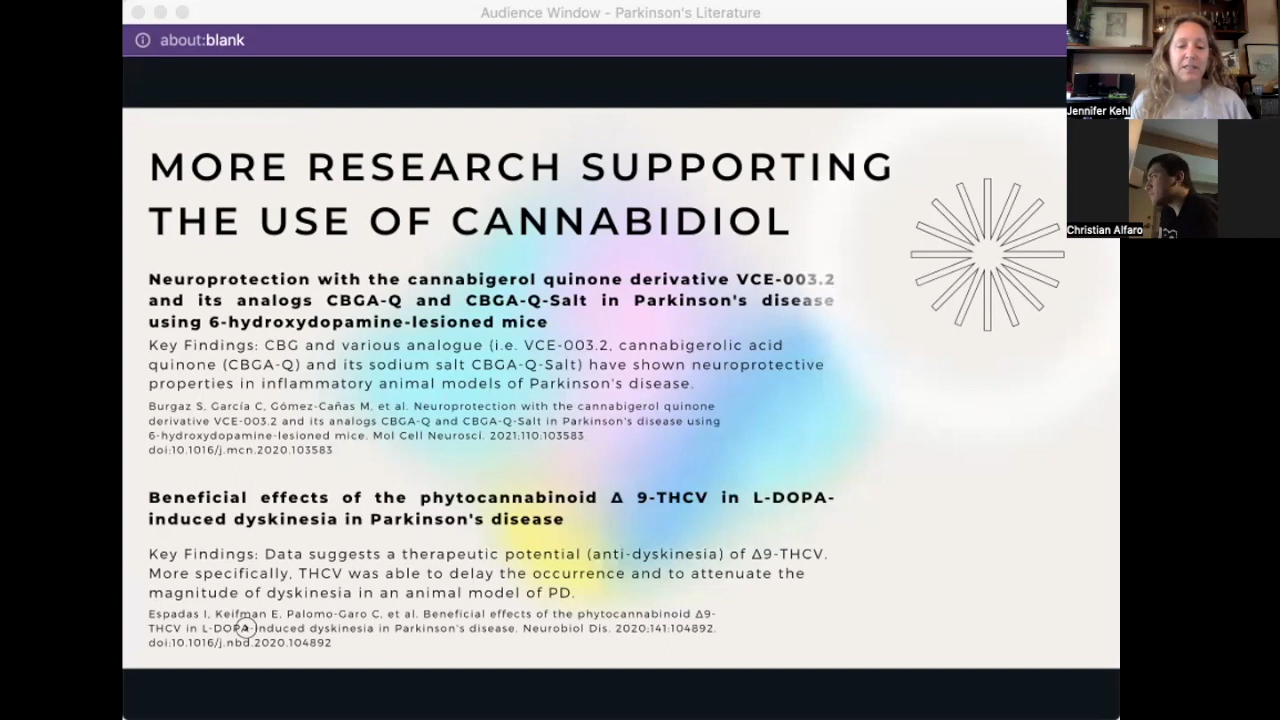 Audience Window - Parkinson's Literature
about:blank
MORE RESEARCH SUPPORTING
THE USE OF CANNABIDIOL
Neuroprotection with the cannabigerol quinone derivative VCE-003.2
and its analogs CBGA-Q and CBGA-Q-Salt in Parkinson's disease
using 6-hydroxydopamine-lesioned mice
Key Findings: CBG and various analogue (i.e. VCE-003.2, cannabigerolic acid
quinone (CBGA-Q) and its sodium salt CBGA-Q-Salt) have shown neuroprotective
properties in inflammatory animal models of Parkinson's disease.
Burgaz S, García C, Gómez-Cañas M, et al. Neuroprotection with the cannabigerol quinone
derivative VCE-003.2 and its analogs CBGA-Q and CBGA-Q-Salt in Parkinson's disease using
6-hydroxydopamine-lesioned mice. Mol Cell Neurosci. 2021;110:103583
doi:10.1016/j.mcn.2020.103583
Beneficial effects of the phytocannabinoid Δ 9-THCV in L-DOPA-
induced dyskinesia in Parkinson's disease
Key Findings: Data suggests a therapeutic potential (anti-dyskinesia) of Δ9-THCV.
More specifically, THCV was able to delay the occurrence and to attenuate the
magnitude of dyskinesia in an animal model of PD.
Espadas I, Keifman E, Palomo-Garo C, et al. Beneficial effects of the phytocannabinoid Δ9-
THCV in L-DOPA-induced dyskinesia in Parkinson's disease. Neurobiol Dis. 2020;141:104892.
doi:10.1016/j.nbd.2020.104892
Jennifer Kehl
Christian Alfaro